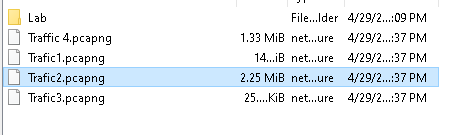 Lab File...lder 4/29/2...:09 PM
Traffic 4.pcapng 1.33 MiB net...ure 4/29/2...:37 PM
Trafic1.pcapng 14...iB net...ure 4/29/2...:37 PM
Trafic2.pcapng 2.25 MiB net...ure 4/29/2...:37 PM
Trafic3.pcapng 25....KiB net...ure 4/29/2...:37 PM